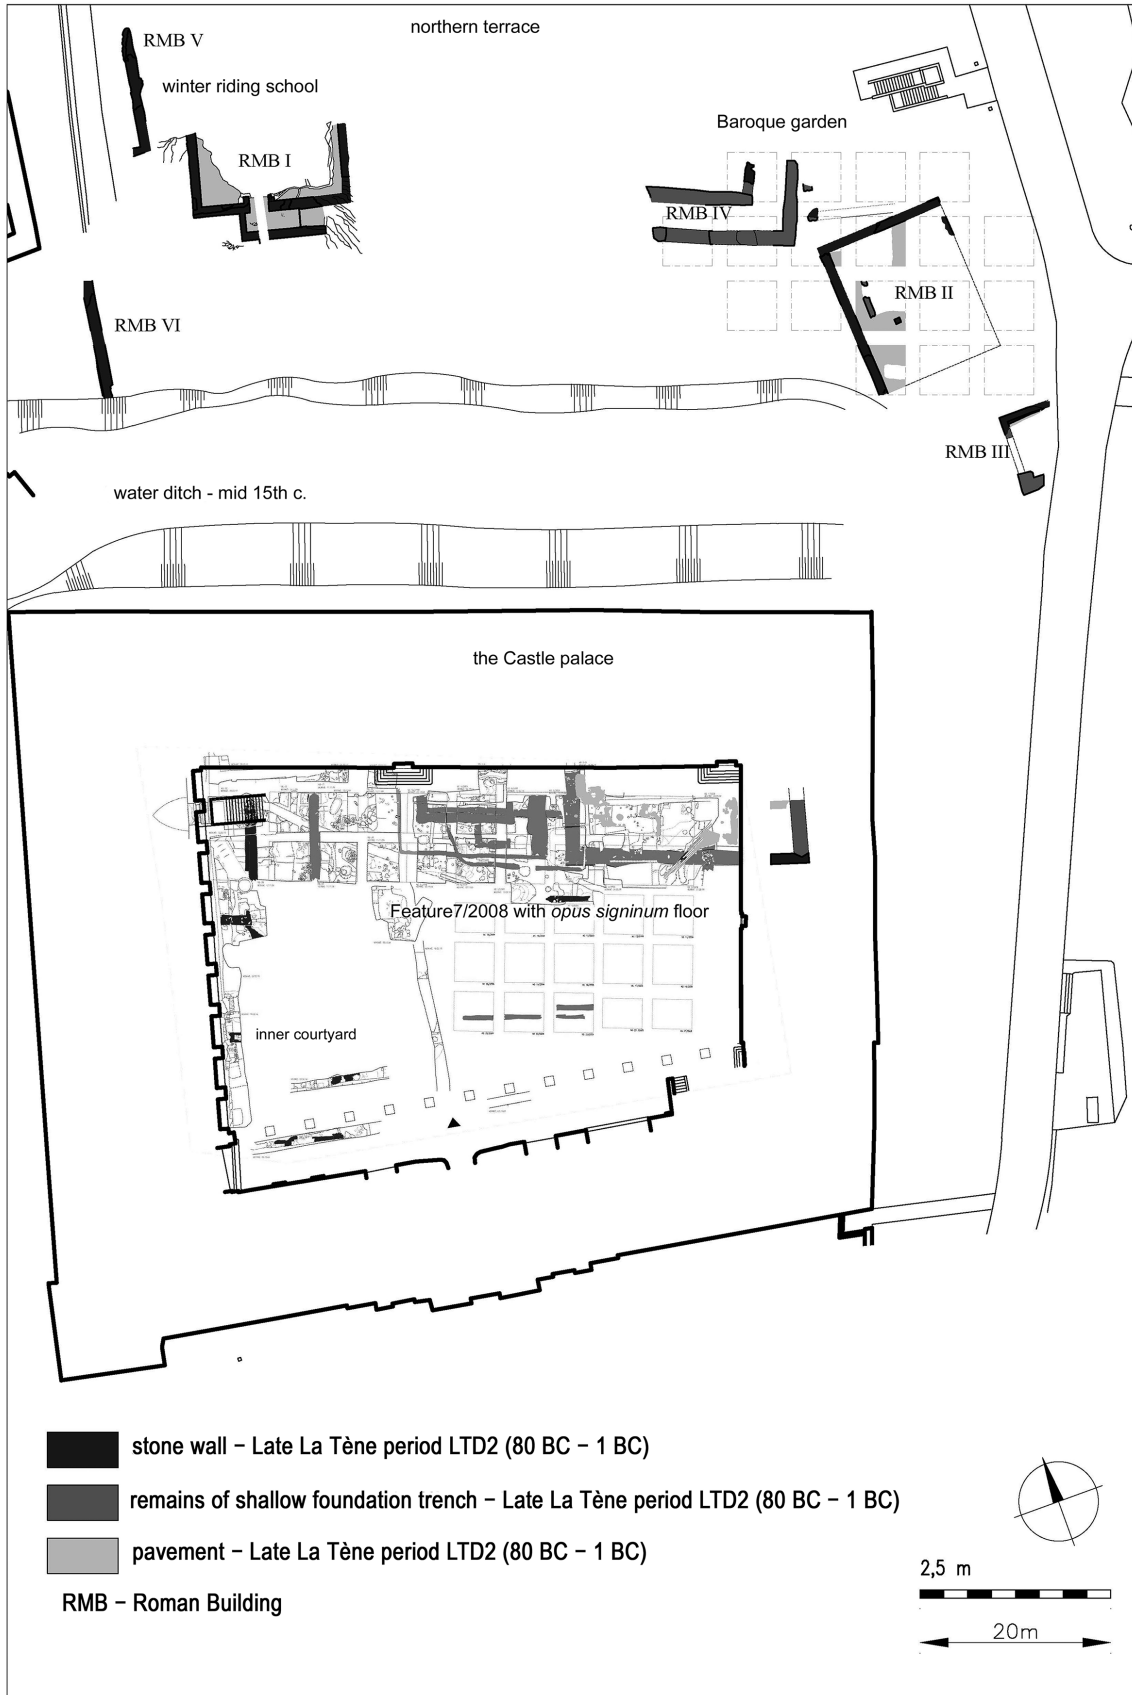 northern terrace
RMB V
winter riding school
Baroque garden
RMB I
RMB IV
RMB II
RMB VI
RMB III
water ditch - mid 15th c.
the Castle palace
Feature7/2008 with opus signinum floor
inner courtyard
stone wall – Late La Tène period LTD2 (80 BC – 1 BC)
remains of shallow foundation trench – Late La Tène period LTD2 (80 BC – 1 BC)
pavement – Late La Tène period LTD2 (80 BC – 1 BC)
RMB – Roman Building
2,5 m
20m